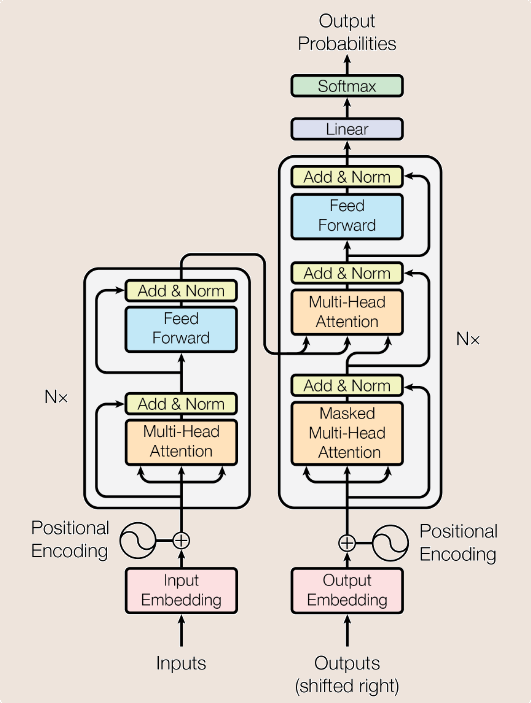 Output
Probabilities
Softmax
Linear
Add & Norm
Feed
Forward
Add & Norm
Multi-Head
Attention
Add & Norm
Masked
Multi-Head
Attention
N×
Add & Norm
Feed
Forward
Add & Norm
Multi-Head
Attention
N×
Positional
Encoding
Positional
Encoding
Input
Embedding
Output
Embedding
Inputs
Outputs
(shifted right)